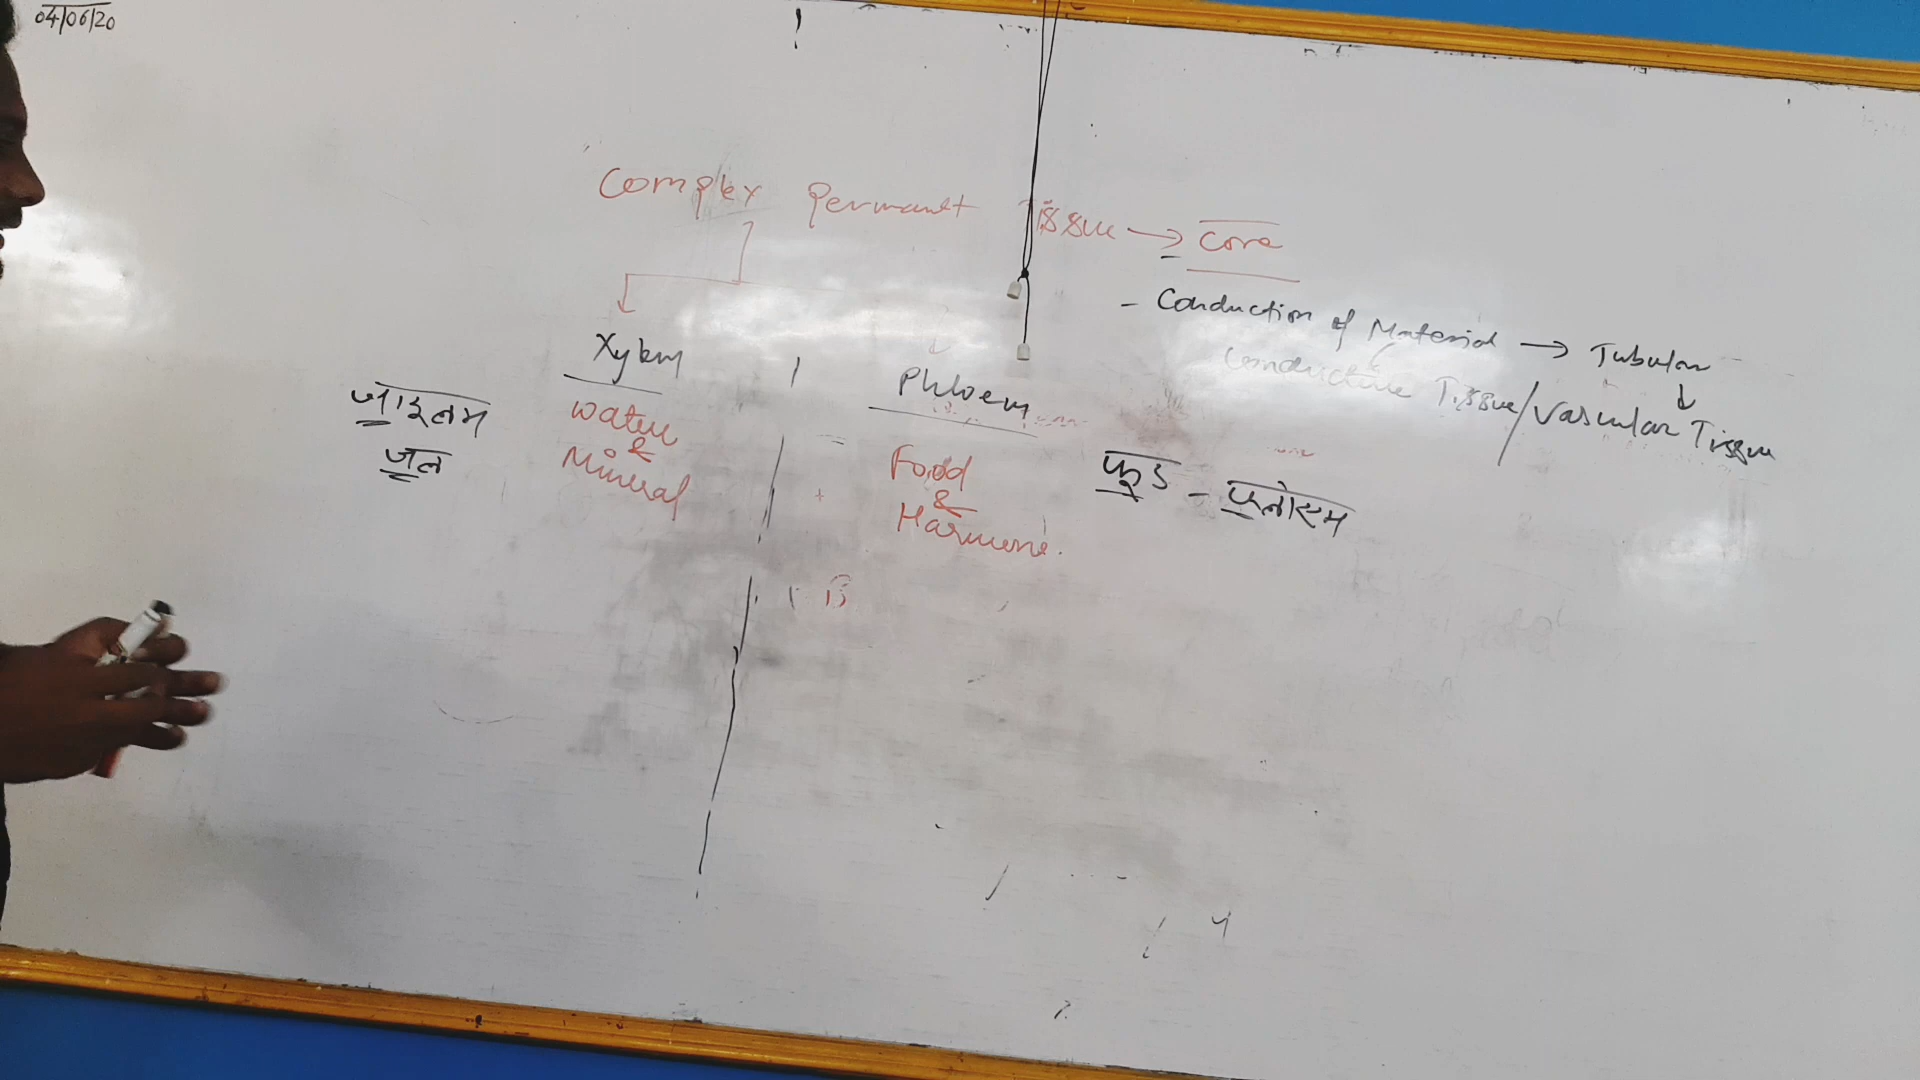 04/06/20
Complex Permanet Tissue → Core
- Conduction of Material → Tubular
Conductive Tissue/Vascular Tissue
Xylem
Phloem
जाइलम
जल
Water
&
Mineral
Food
&
Harmone.
फूड - फ्लोएम